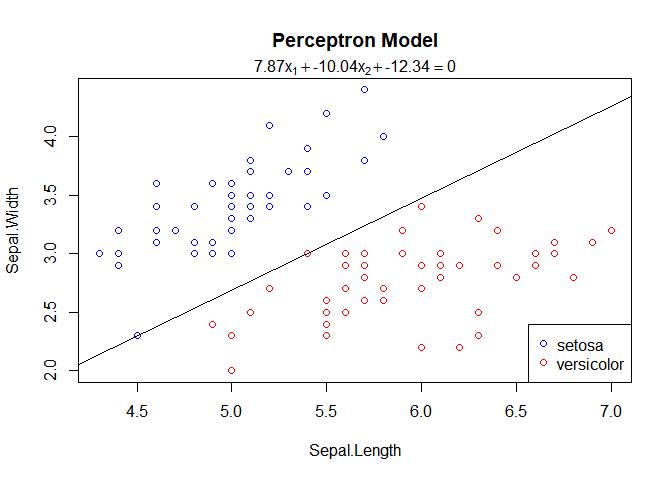 Perceptron Model
7.87x₁ + -10.04x₂ + -12.34 = 0
Sepal.Width
4.0
3.5
3.0
2.5
2.0
setosa
versicolor
4.5 5.0 5.5 6.0 6.5 7.0
Sepal.Length